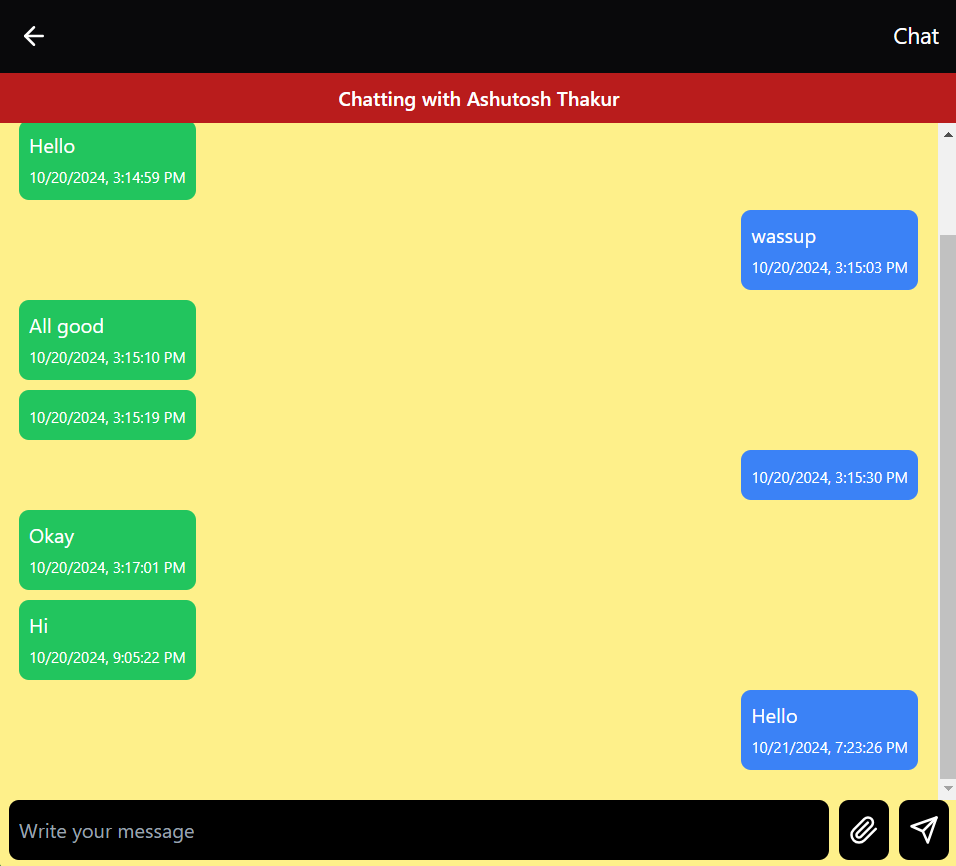 Chat
Chatting with Ashutosh Thakur
Hello
10/20/2024, 3:14:59 PM
wassup
10/20/2024, 3:15:03 PM
All good
10/20/2024, 3:15:10 PM
10/20/2024, 3:15:19 PM
10/20/2024, 3:15:30 PM
Okay
10/20/2024, 3:17:01 PM
Hi
10/20/2024, 9:05:22 PM
Hello
10/21/2024, 7:23:26 PM
Write your message